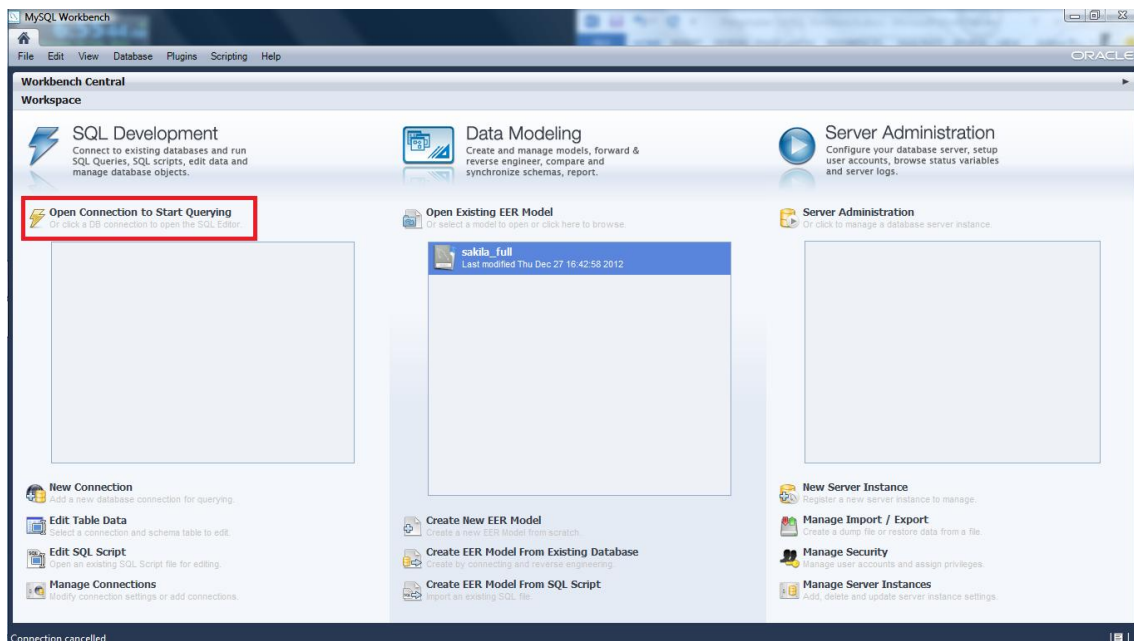 MySQL Workbench
File Edit View Database Plugins Scripting Help
ORACLE
Workbench Central
Workspace
SQL Development
Connect to existing databases and run
SQL Queries, SQL scripts, edit data and
manage database objects.
Open Connection to Start Querying
Or click a DB connection to open the SQL Editor.
New Connection
Add a new database connection for querying.
Edit Table Data
Select a connection and schema table to edit.
Edit SQL Script
Open an existing SQL Script file for editing.
Manage Connections
Modify connection settings or add connections.
Data Modeling
Create and manage models, forward &
reverse engineer, compare and
synchronize schemas, report.
Open Existing EER Model
Or select a model to open or click here to browse.
sakila_full
Last modified Thu Dec 27 16:42:58 2012
Create New EER Model
Create a new EER Model from scratch.
Create EER Model From Existing Database
Create by connecting and reverse engineering.
Create EER Model From SQL Script
Import an existing SQL file.
Server Administration
Configure your database server, setup
user accounts, browse status variables
and server logs.
Server Administration
Or click to manage a database server instance.
New Server Instance
Register a new server instance to manage.
Manage Import / Export
Create a dump file or restore data from a file.
Manage Security
Manage user accounts and assign privileges.
Manage Server Instances
Add, delete and update server instance settings.
Connection cancelled